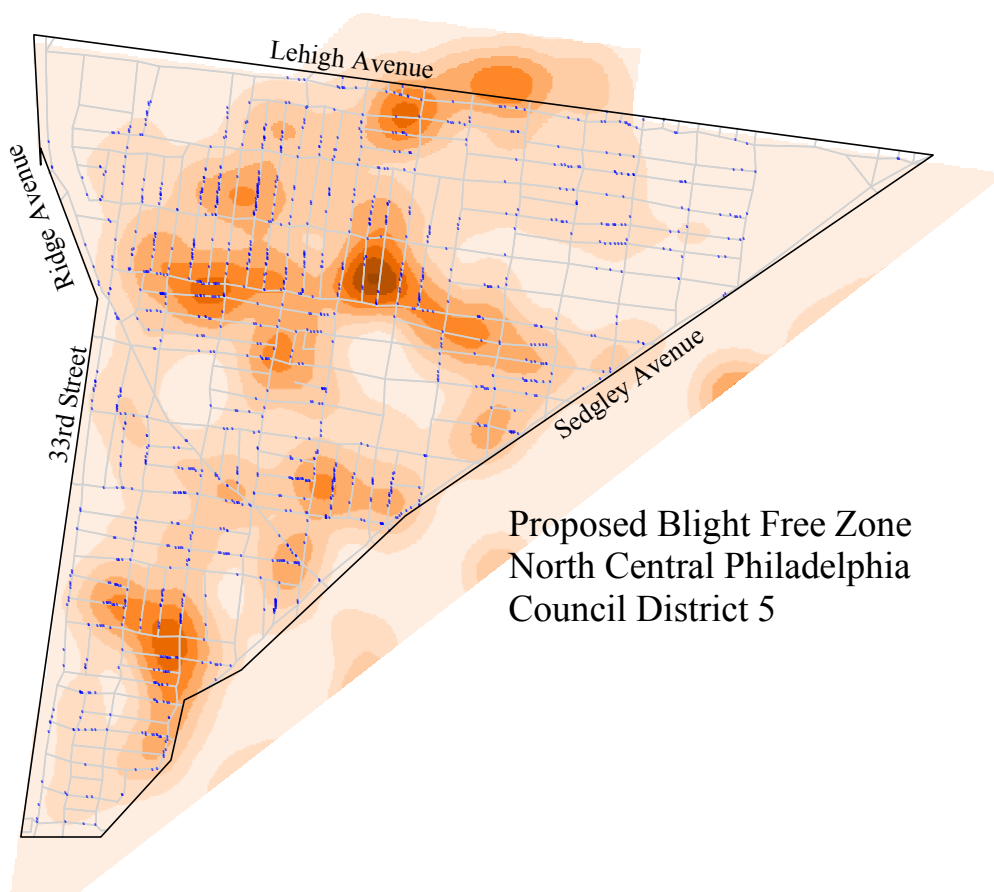 Lehigh Avenue
Ridge Avenue
33rd Street
Sedgley Avenue
Proposed Blight Free Zone
North Central Philadelphia
Council District 5